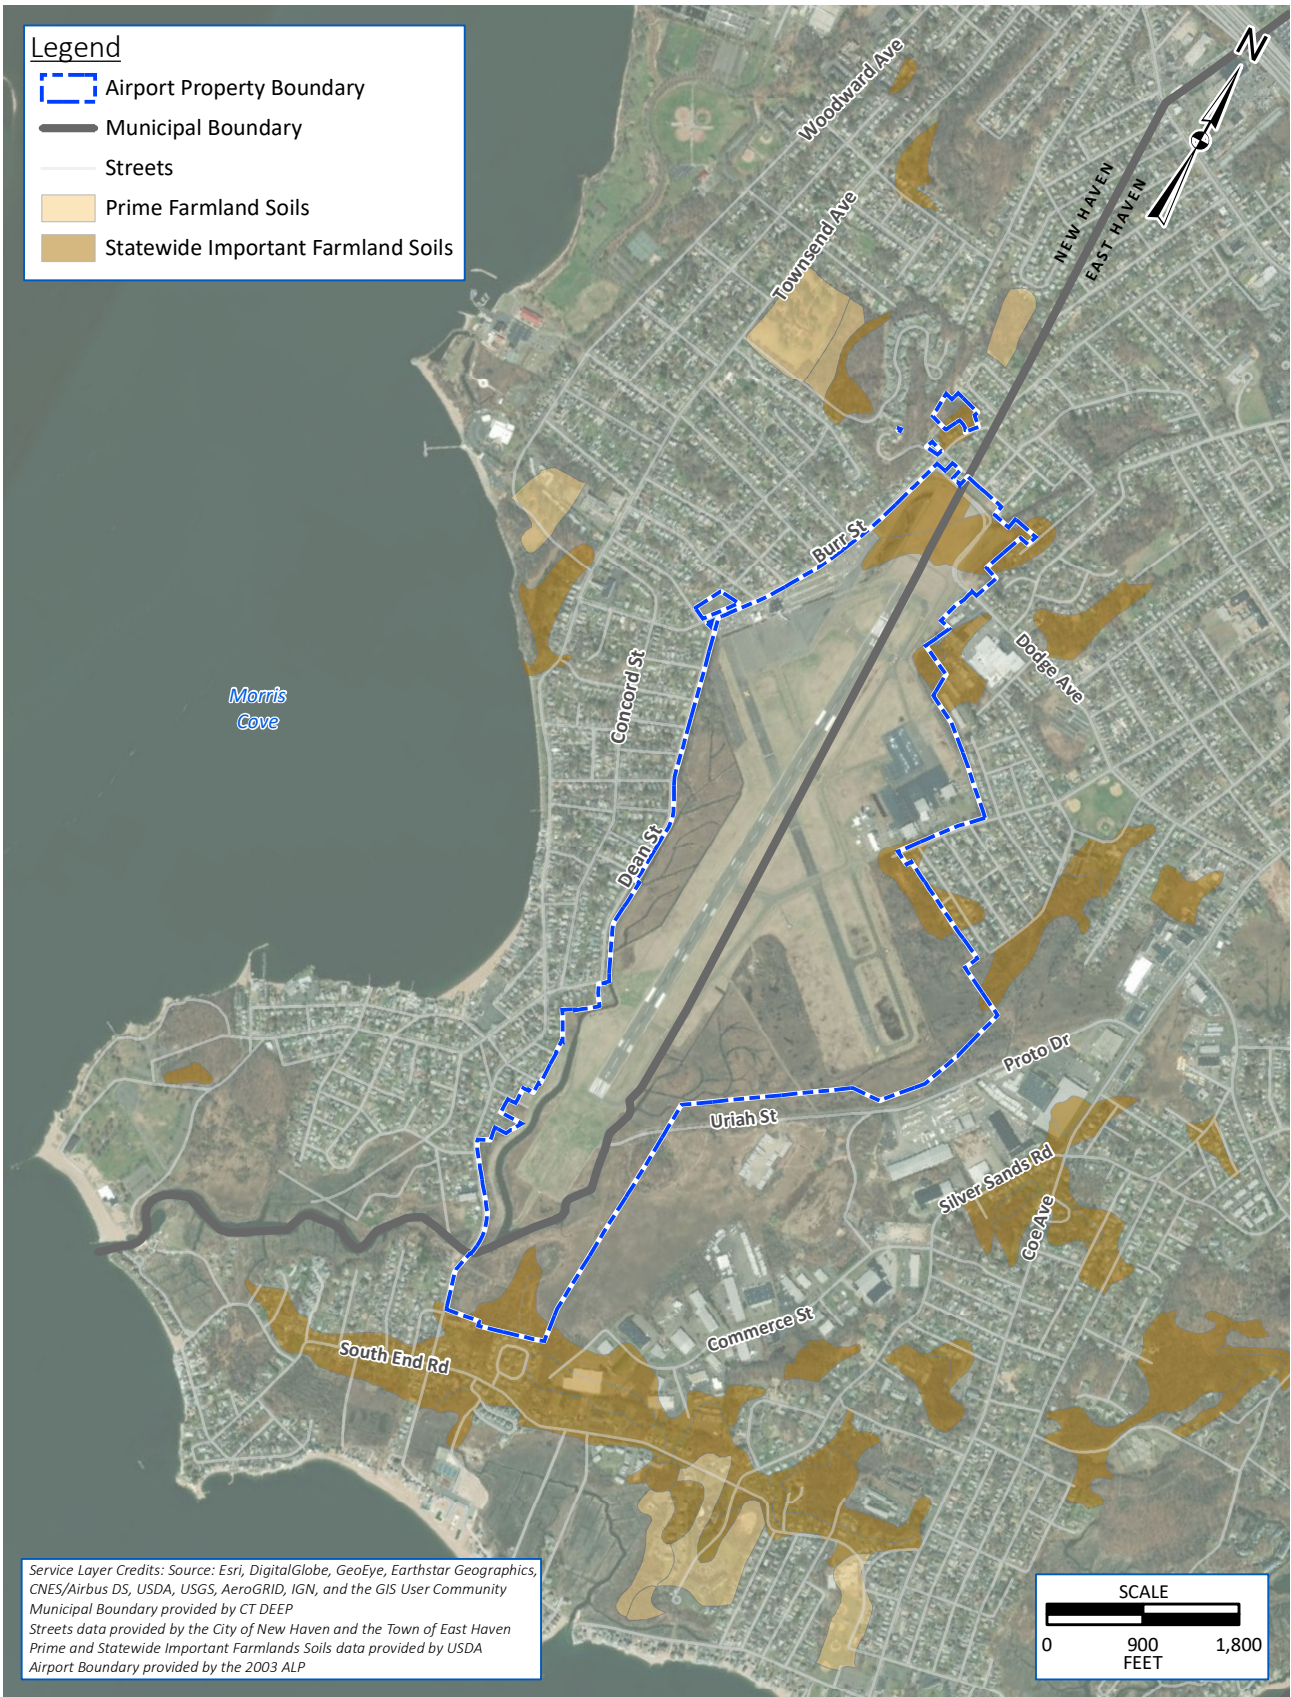 Legend
Airport Property Boundary
Municipal Boundary
Streets
Prime Farmland Soils
Statewide Important Farmland Soils
N
Woodward Ave
NEW HAVEN
EAST HAVEN
Townsend Ave
Burr St
Concord St
Dodge Ave
Morris
Cove
Dean St
Proto Dr
Uriah St
Silver Sands Rd
Coe Ave
Commerce St
South End Rd
Service Layer Credits: Source: Esri, DigitalGlobe, GeoEye, Earthstar Geographics,
CNES/Airbus DS, USDA, USGS, AeroGRID, IGN, and the GIS User Community
Municipal Boundary provided by CT DEEP
Streets data provided by the City of New Haven and the Town of East Haven
Prime and Statewide Important Farmlands Soils data provided by USDA
Airport Boundary provided by the 2003 ALP
SCALE
0 900 1,800
FEET